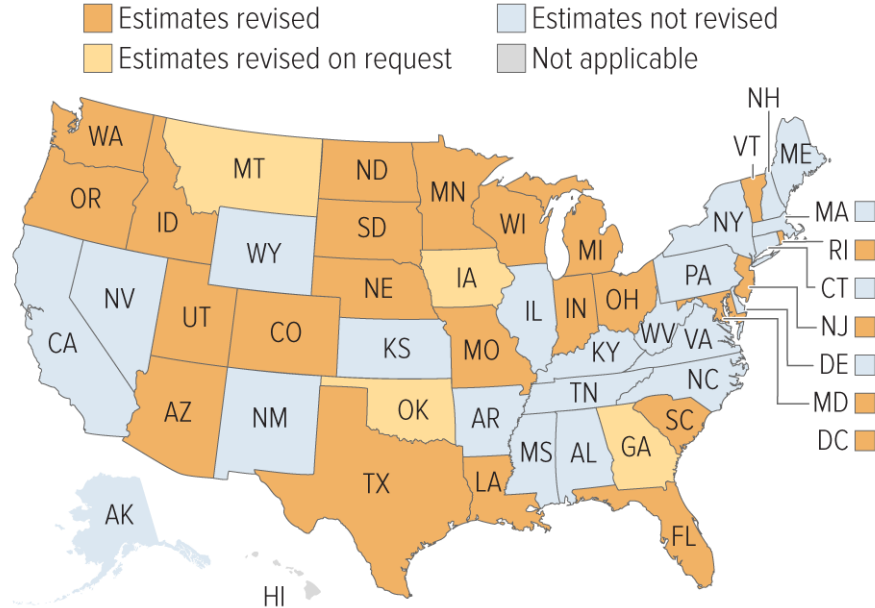 Estimates revised
Estimates not revised
Estimates revised on request
Not applicable
NH
WA
VT
ME
MT
ND
MN
OR
ID
WI
NY
MA
SD
MI
WY
RI
IA
PA
CT
NE
NV
IL
IN
OH
NJ
UT
CO
WV
VA
CA
KS
MO
KY
DE
NC
TN
MD
AZ
NM
OK
AR
SC
DC
MS
AL
GA
TX
LA
AK
FL
HI